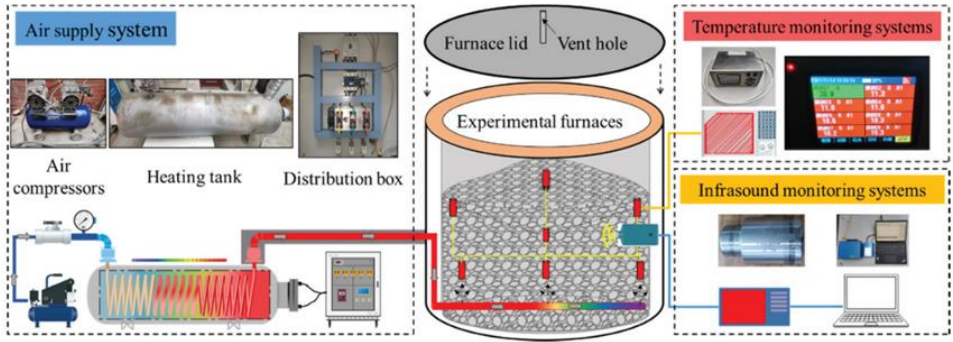 Air supply system
Air
compressors
Heating tank
Distribution box
Furnace lid
Vent hole
Experimental furnaces
Temperature monitoring systems
Infrasound monitoring systems